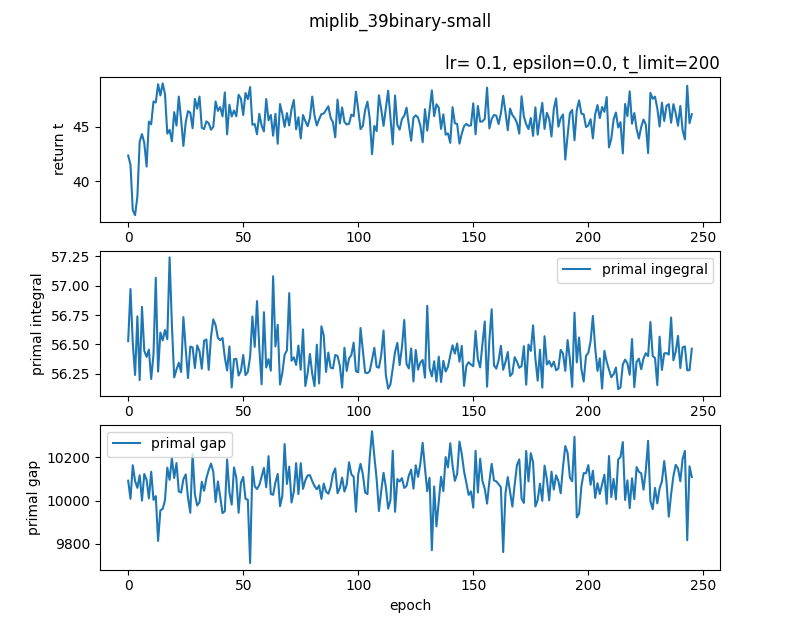 miplib_39binary-small
lr= 0.1, epsilon=0.0, t_limit=200
return t
45
40
0 50 100 150 200 250
primal integral
57.25
57.00
56.75
56.50
56.25
primal ingegral
0 50 100 150 200 250
primal gap
10200
10000
9800
primal gap
0 50 100 150 200 250
epoch